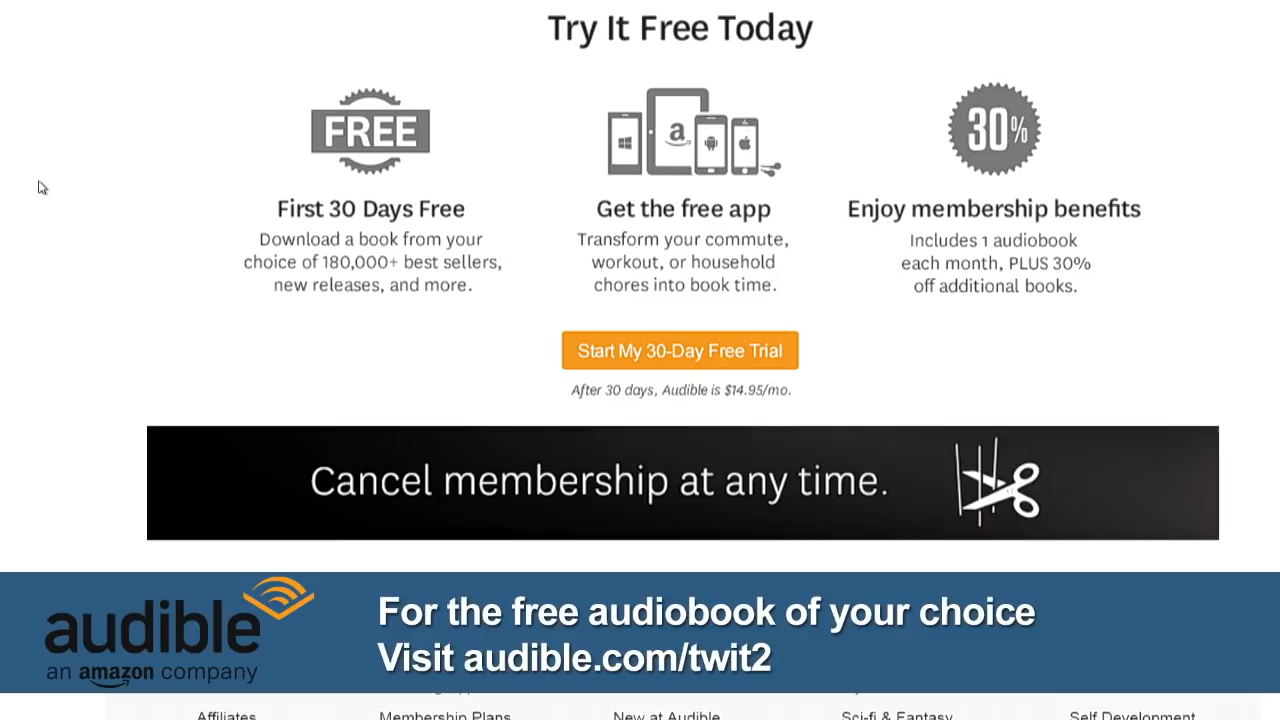 Try It Free Today
FREE
a
30%
First 30 Days Free
Download a book from your
choice of 180,000+ best sellers,
new releases, and more.
Get the free app
Transform your commute,
workout, or household
chores into book time.
Enjoy membership benefits
Includes 1 audiobook
each month, PLUS 30%
off additional books.
Start My 30-Day Free Trial
After 30 days, Audible is $14.95/mo.
Cancel membership at any time.
audible
an amazon company
For the free audiobook of your choice
Visit audible.com/twit2
Affiliates
Membership Plans
New at Audible
Sci-fi & Fantasy
Self Development